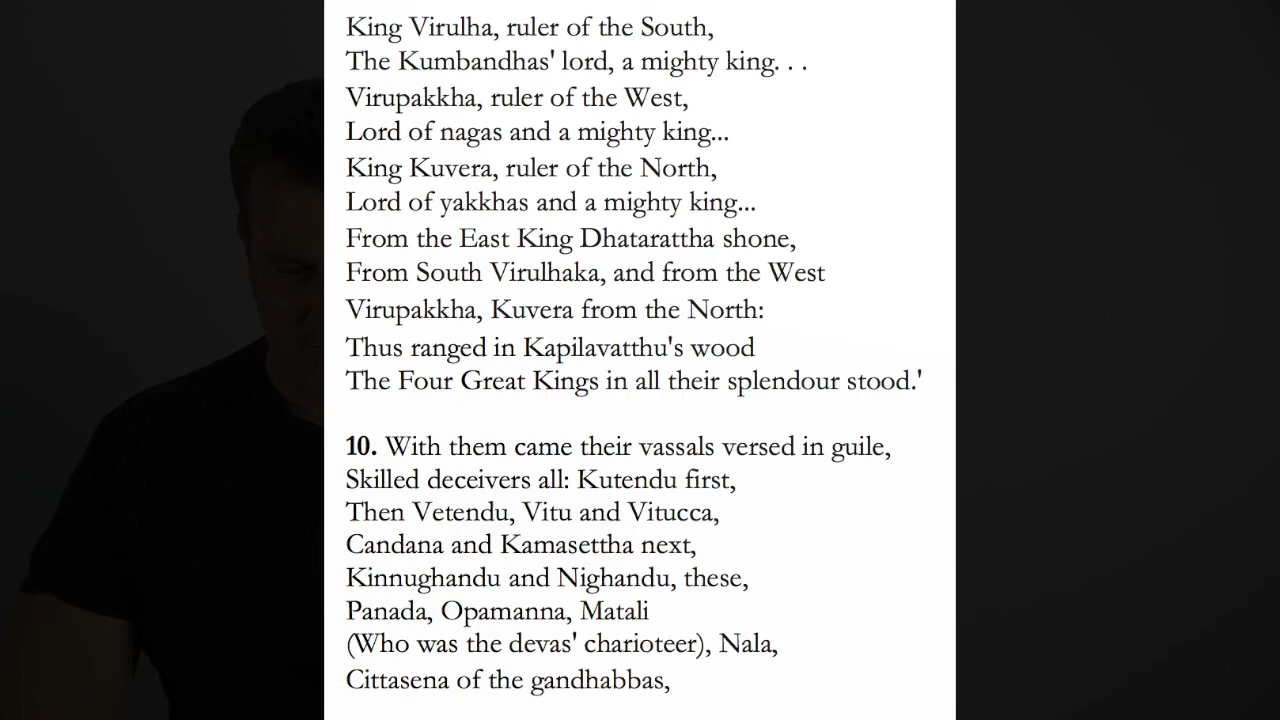 King Virulha, ruler of the South,
The Kumbandhas' lord, a mighty king. . .
Virupakkha, ruler of the West,
Lord of nagas and a mighty king...
King Kuvera, ruler of the North,
Lord of yakkhas and a mighty king...
From the East King Dhatarattha shone,
From South Virulhaka, and from the West
Virupakkha, Kuvera from the North:
Thus ranged in Kapilavatthu's wood
The Four Great Kings in all their splendour stood.'
10. With them came their vassals versed in guile,
Skilled deceivers all: Kutendu first,
Then Vetendu, Vitu and Vitucca,
Candana and Kamasettha next,
Kinnughandu and Nighandu, these,
Panada, Opamanna, Matali
(Who was the devas' charioteer), Nala,
Cittasena of the gandhabbas,